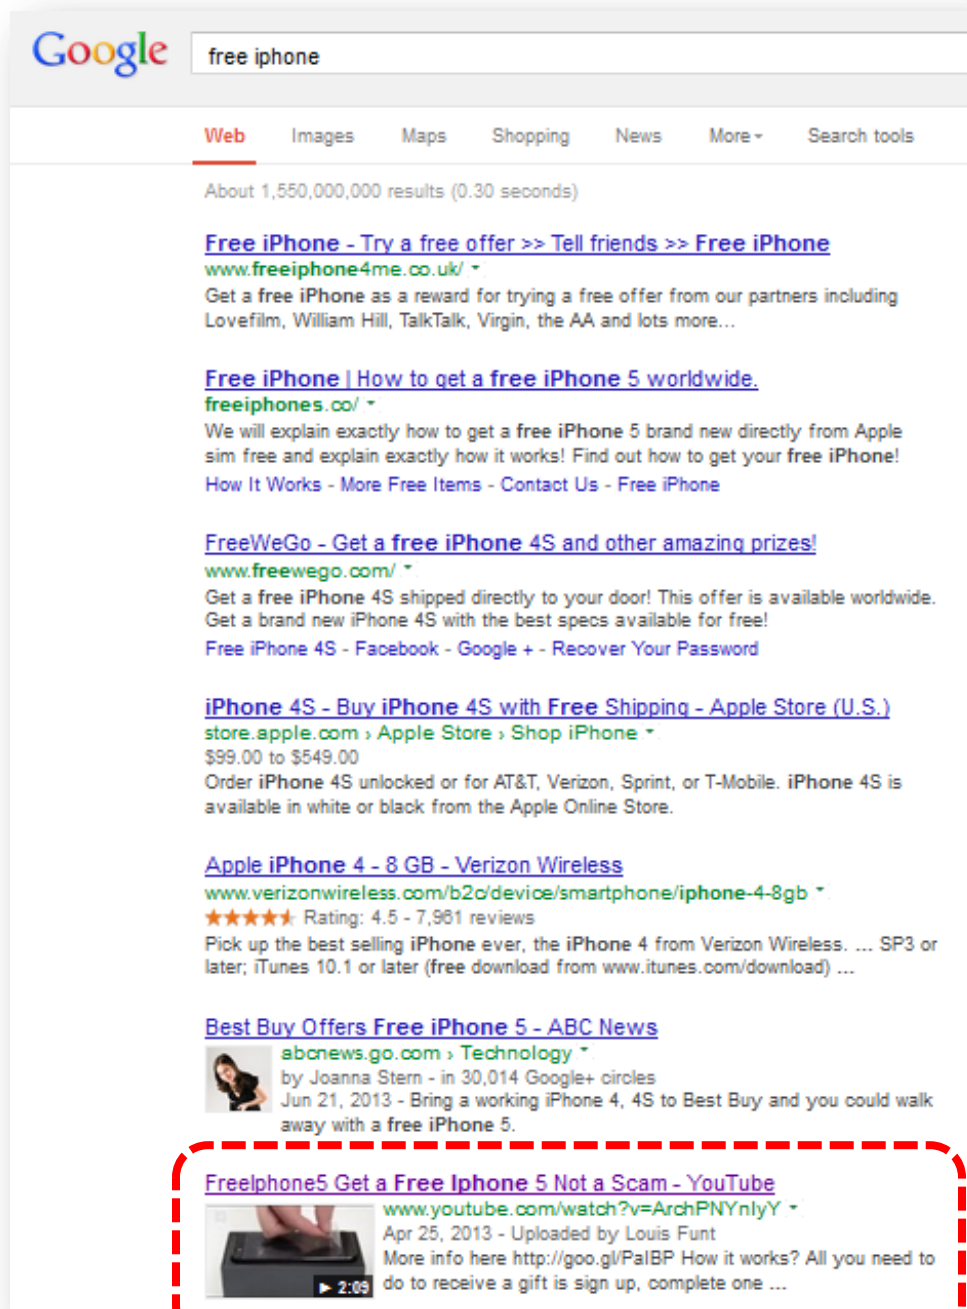 Google free iphone
Web Images Maps Shopping News More Search tools
About 1,550,000,000 results (0.30 seconds)
Free iPhone - Try a free offer >> Tell friends >> Free iPhone
www.freeiphone4me.co.uk/
Get a free iPhone as a reward for trying a free offer from our partners including
Lovefilm, William Hill, TalkTalk, Virgin, the AA and lots more...
Free iPhone | How to get a free iPhone 5 worldwide.
freeiphones.co/
We will explain exactly how to get a free iPhone 5 brand new directly from Apple
sim free and explain exactly how it works! Find out how to get your free iPhone!
How It Works - More Free Items - Contact Us - Free iPhone
FreeWeGo - Get a free iPhone 4S and other amazing prizes!
www.freewego.com/
Get a free iPhone 4S shipped directly to your door! This offer is available worldwide.
Get a brand new iPhone 4S with the best specs available for free!
Free iPhone 4S - Facebook - Google + - Recover Your Password
iPhone 4S - Buy iPhone 4S with Free Shipping - Apple Store (U.S.)
store.apple.com › Apple Store › Shop iPhone
$99.00 to $549.00
Order iPhone 4S unlocked or for AT&T, Verizon, Sprint, or T-Mobile. iPhone 4S is
available in white or black from the Apple Online Store.
Apple iPhone 4 - 8 GB - Verizon Wireless
www.verizonwireless.com/b2c/device/smartphone/iphone-4-8gb
Rating: 4.5 - 7,961 reviews
Pick up the best selling iPhone ever, the iPhone 4 from Verizon Wireless. ... SP3 or
later; iTunes 10.1 or later (free download from www.itunes.com/download) ...
Best Buy Offers Free iPhone 5 - ABC News
abcnews.go.com › Technology
by Joanna Stern - in 30,014 Google+ circles
Jun 21, 2013 - Bring a working iPhone 4, 4S to Best Buy and you could walk
away with a free iPhone 5.
FreeIphone5 Get a Free Iphone 5 Not a Scam - YouTube
www.youtube.com/watch?v=ArchPNYnIyY
Apr 25, 2013 - Uploaded by Louis Funt
More info here http://goo.gl/PaIBP How it works? All you need to
2:09 do to receive a gift is sign up, complete one ...